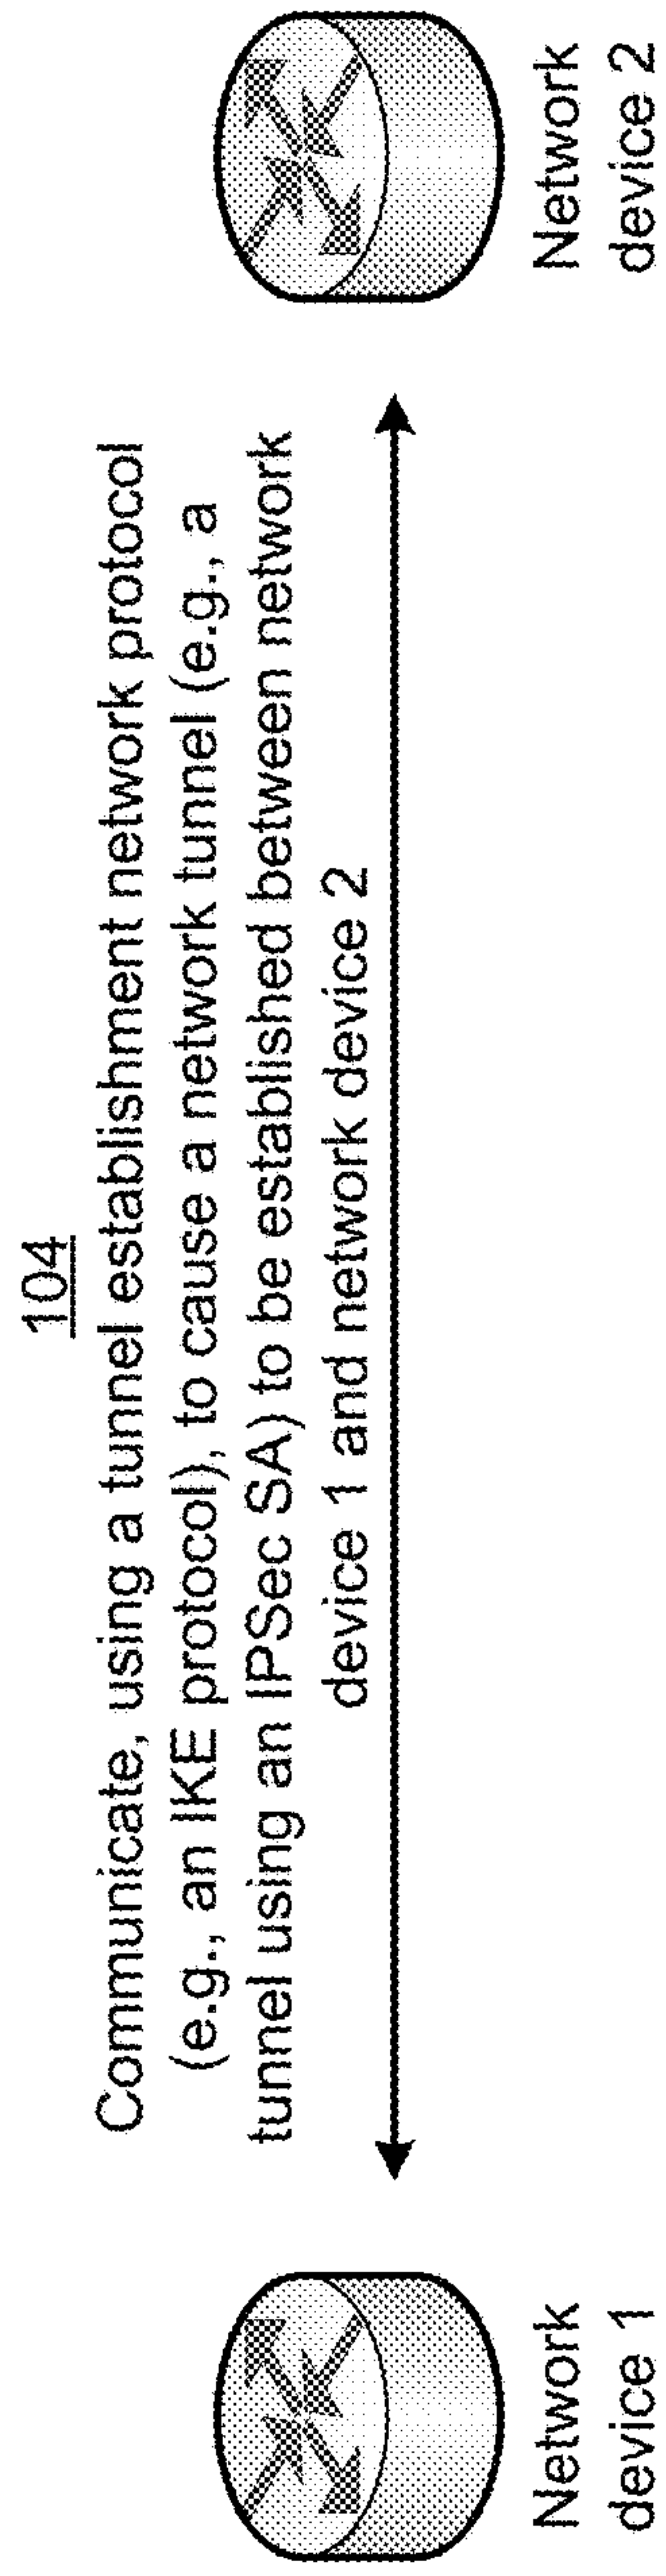 104
Communicate, using a tunnel establishment network protocol
(e.g., an IKE protocol), to cause a network tunnel (e.g., a
tunnel using an IPSec SA) to be established between network
device 1 and network device 2
Network
device 1
Network
device 2